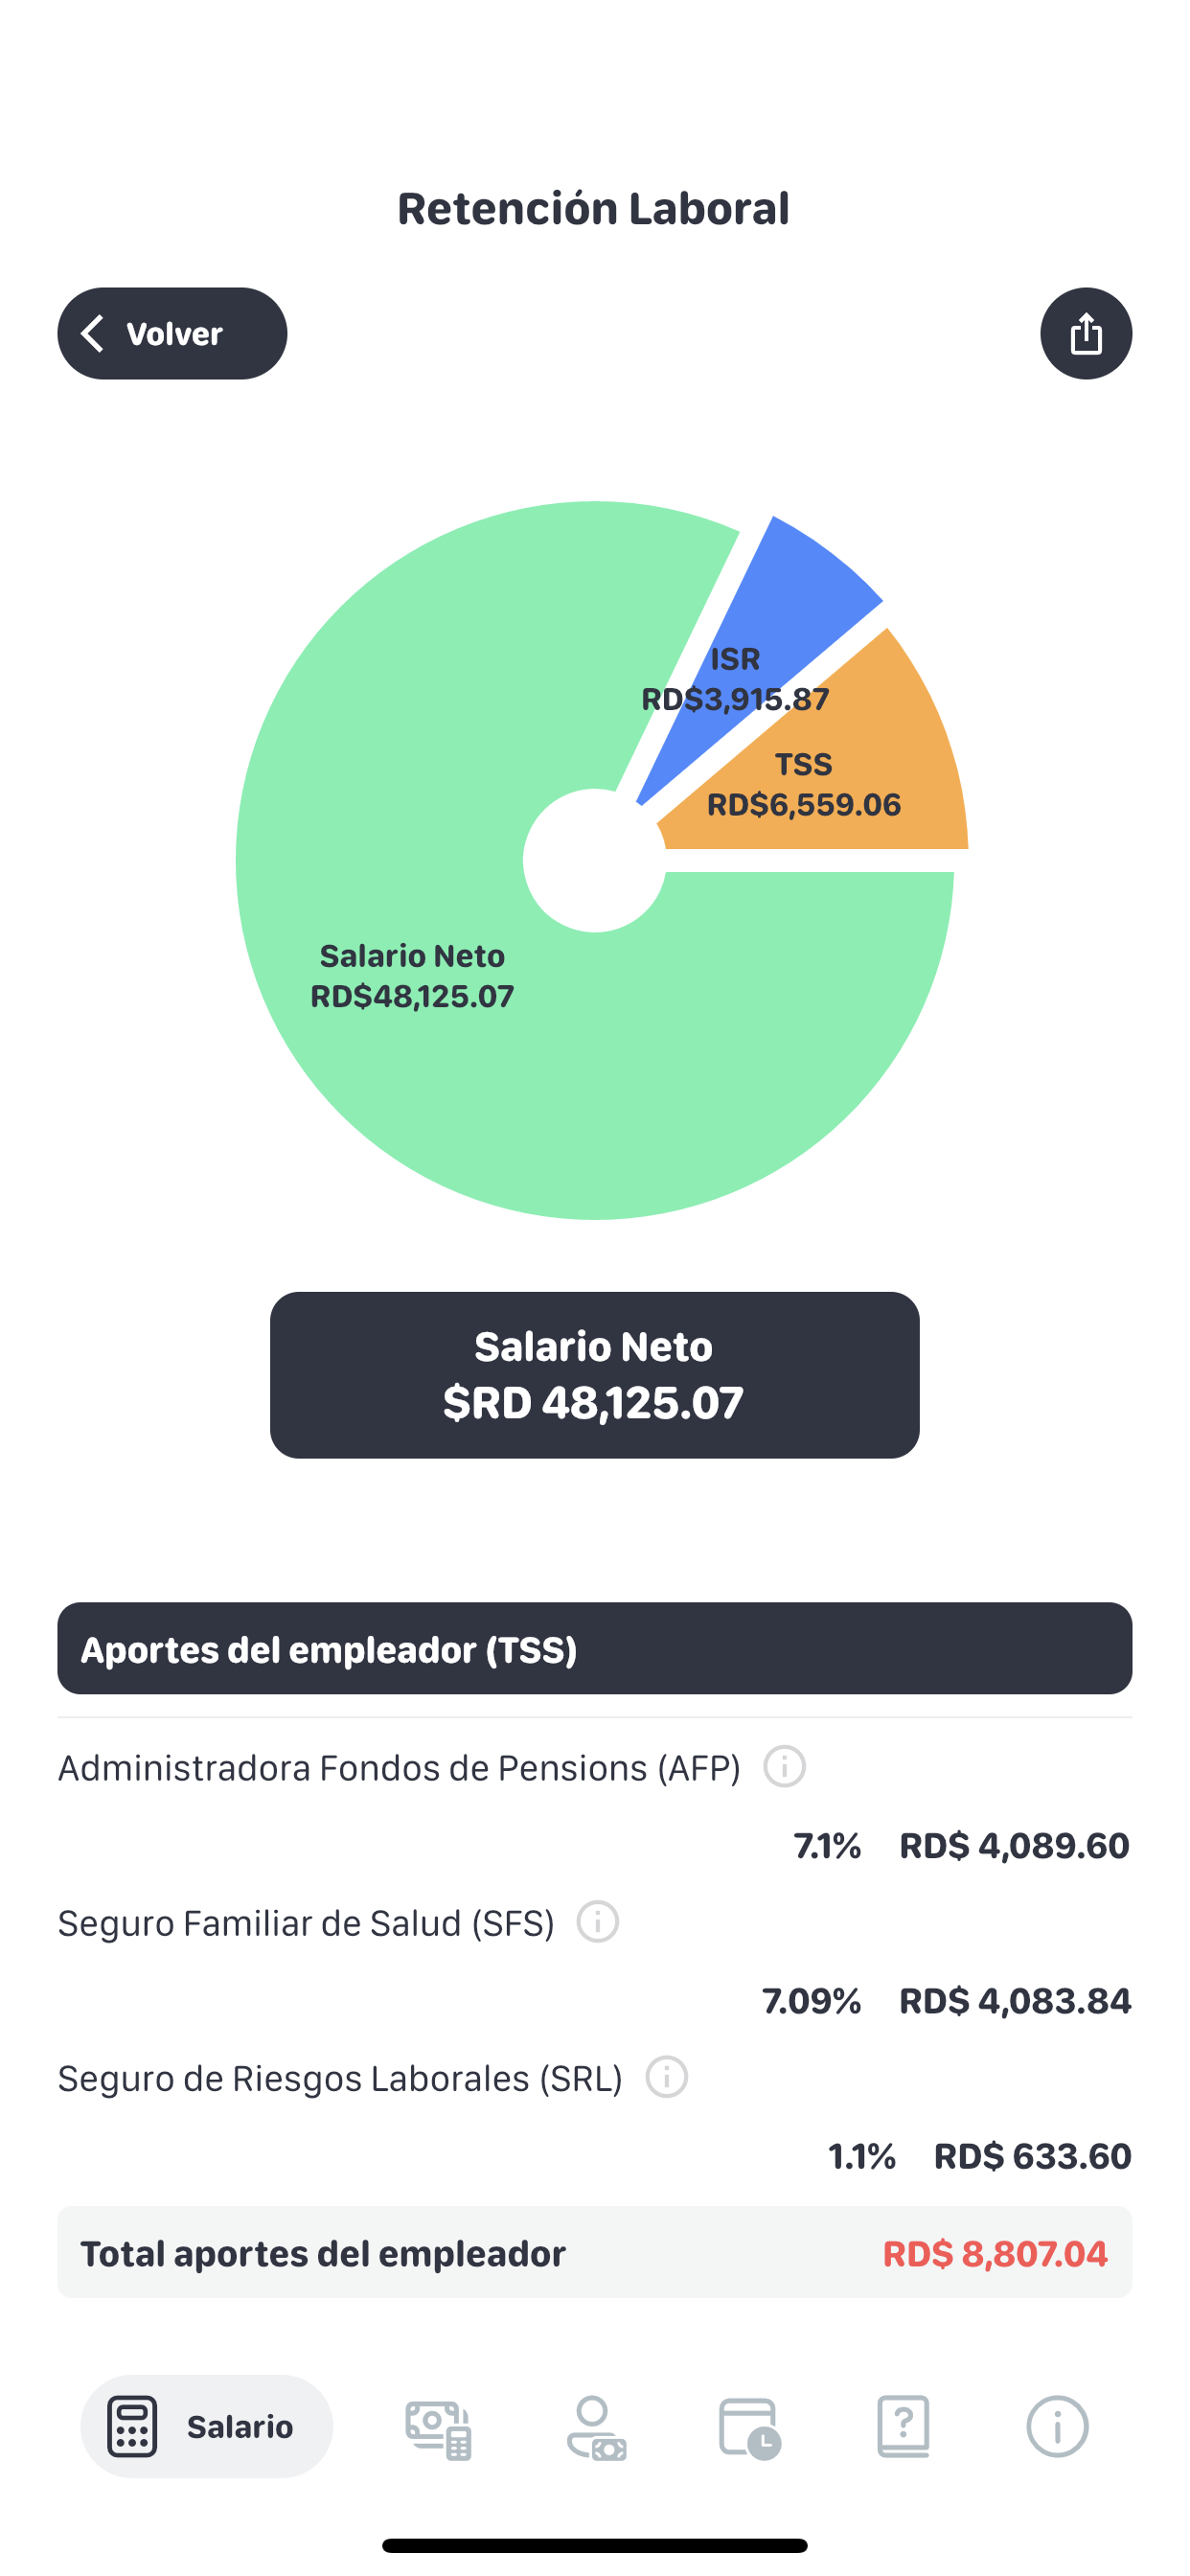 Retención Laboral
Volver
ISR
RD$3,915.87
TSS
RD$6,559.06
Salario Neto
RD$48,125.07
Salario Neto
$RD 48,125.07
Aportes del empleador (TSS)
Administradora Fondos de Pensions (AFP)
7.1% RD$ 4,089.60
Seguro Familiar de Salud (SFS)
7.09% RD$ 4,083.84
Seguro de Riesgos Laborales (SRL)
1.1% RD$ 633.60
Total aportes del empleador RD$ 8,807.04
Salario